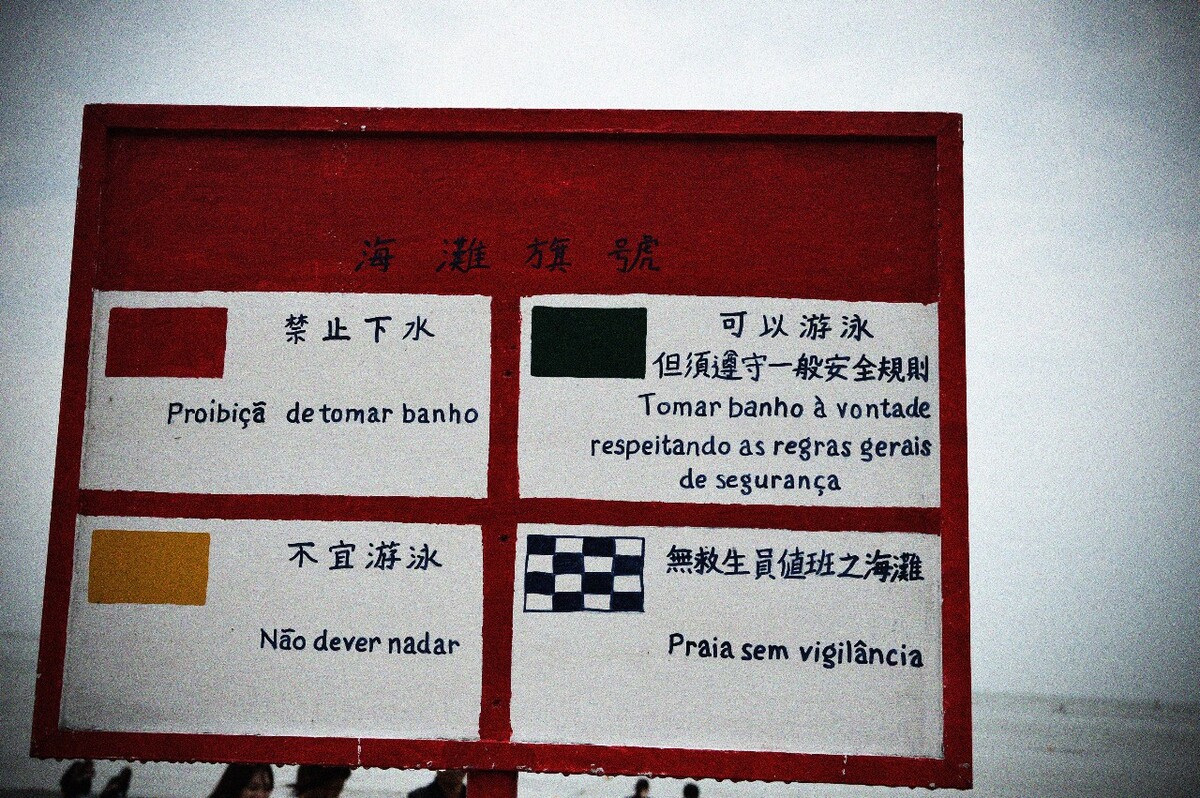 海灘旗號
禁止下水
Proibiçã de tomar banho
可以游泳
但須遵守一般安全規則
Tomar banho à vontade
respeitando as regras gerais
de segurança
不宜游泳
Não dever nadar
無救生員值班之海灘
Praia sem vigilância